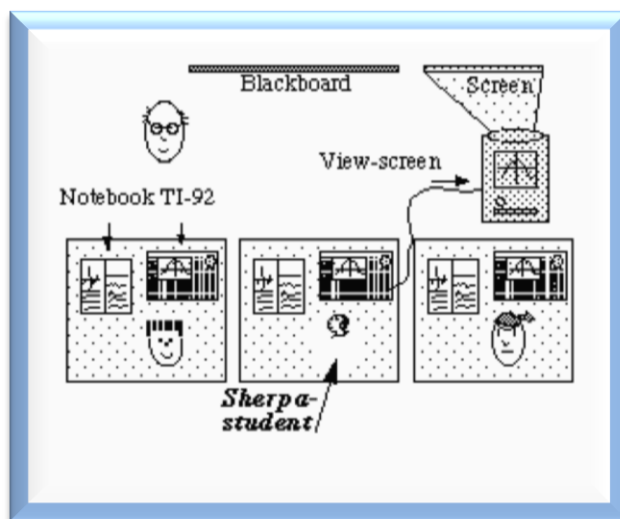 Blackboard
Screen
View-screen
Notebook TI-92
Sherpa-
student